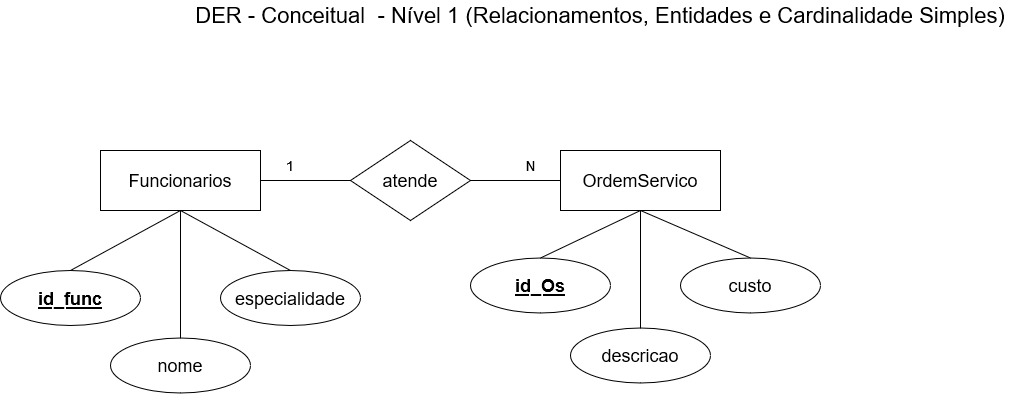 DER - Conceitual  - Nível 1 (Relacionamentos, Entidades e Cardinalidade Simples)
Funcionarios
1
atende
N
OrdemServico
id_func
nome
especialidade
id_Os
descricao
custo